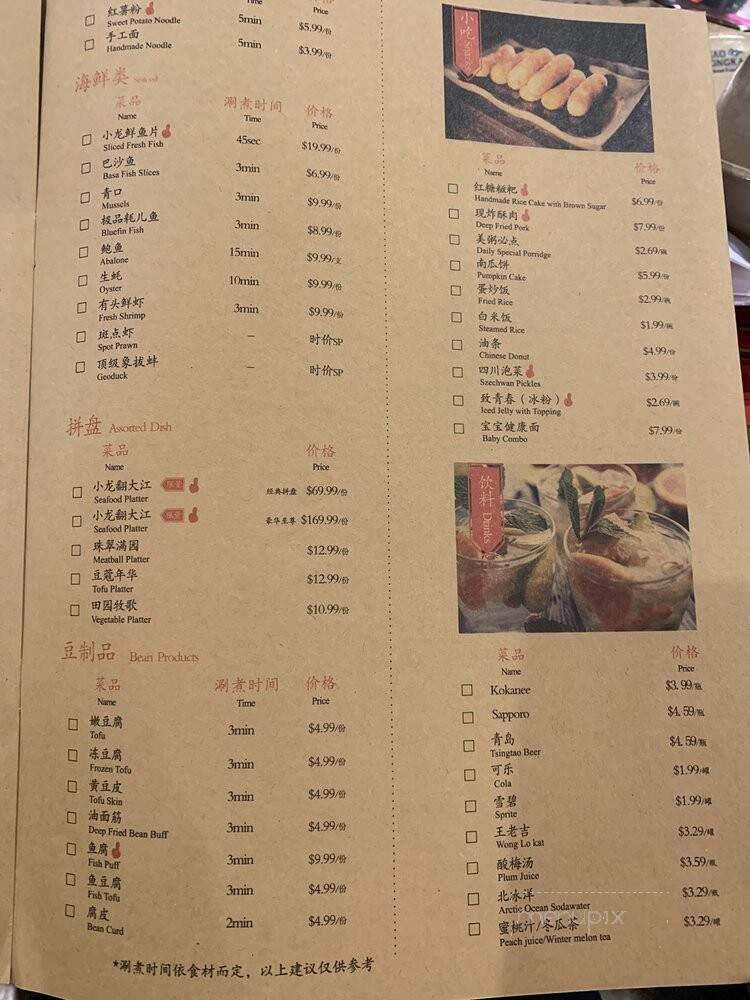 红薯粉
Sweet Potato Noodle 5min $5.99/份
手工面
Handmade Noodle 5min $3.99/份
Time
Price
海鲜类 Seafood
菜品 涮煮时间 价格
Name Time Price
小龙鲜鱼片 45sec $19.99/份
Sliced Fresh Fish
巴沙鱼 3min $6.99/份
Basa Fish Slices
青口 3min $9.99/份
Mussels
极品耗儿鱼 3min $8.99/份
Bluefin Fish
鲍鱼 15min $9.99/支
Abalone
生蚝 10min $9.99/份
Oyster
有头鲜虾 3min $9.99/份
Fresh Shrimp
斑点虾 – 时价SP
Spot Prawn
顶级象拔蚌 – 时价SP
Geoduck
拼盘 Assorted Dish
菜品 价格
Name Price
小龙翻大江 限量 经典拼盘 $69.99/份
Seafood Platter
小龙翻大江 限量 豪华至尊 $169.99/份
Seafood Platter
珠翠满园 $12.99/份
Meatball Platter
豆蔻年华 $12.99/份
Tofu Platter
田园牧歌 $10.99/份
Vegetable Platter
豆制品 Bean Products
菜品 涮煮时间 价格
Name Time Price
嫩豆腐 3min $4.99/份
Tofu
冻豆腐 3min $4.99/份
Frozen Tofu
黄豆皮 3min $4.99/份
Tofu Skin
油面筋 3min $4.99/份
Deep Fried Bean Buff
鱼腐 3min $9.99/份
Fish Puff
鱼豆腐 3min $4.99/份
Fish Tofu
腐皮 2min $4.99/份
Bean Curd
*涮煮时间依食材而定，以上建议仅供参考
小吃 Snacks
菜品 价格
Name Price
红糖糍粑 $6.99/份
Handmade Rice Cake with Brown Sugar
现炸酥肉 $7.99/份
Deep Fried Pork
美粥必点 $2.69/碗
Daily Special Porridge
南瓜饼 $5.99/份
Pumpkin Cake
蛋炒饭 $2.99/碗
Fried Rice
白米饭 $1.99/碗
Steamed Rice
油条 $4.99/份
Chinese Donut
四川泡菜 $3.99/份
Szechwan Pickles
致青春（冰粉） $2.69/碗
Iced Jelly with Topping
宝宝健康面 $7.99/份
Baby Combo
饮料 Drinks
菜品 价格
Name Price
Kokanee $3.99/瓶
Sapporo $4.59/瓶
青岛 $4.59/瓶
Tsingtao Beer
可乐 $1.99/罐
Cola
雪碧 $1.99/罐
Sprite
王老吉 $3.29/罐
Wong Lo kat
酸梅汤 $3.59/瓶
Plum Juice
北冰洋 $3.29/瓶
Arctic Ocean Sodawater
蜜桃汁/冬瓜茶 $3.29/罐
Peach juice/Winter melon tea
menupix